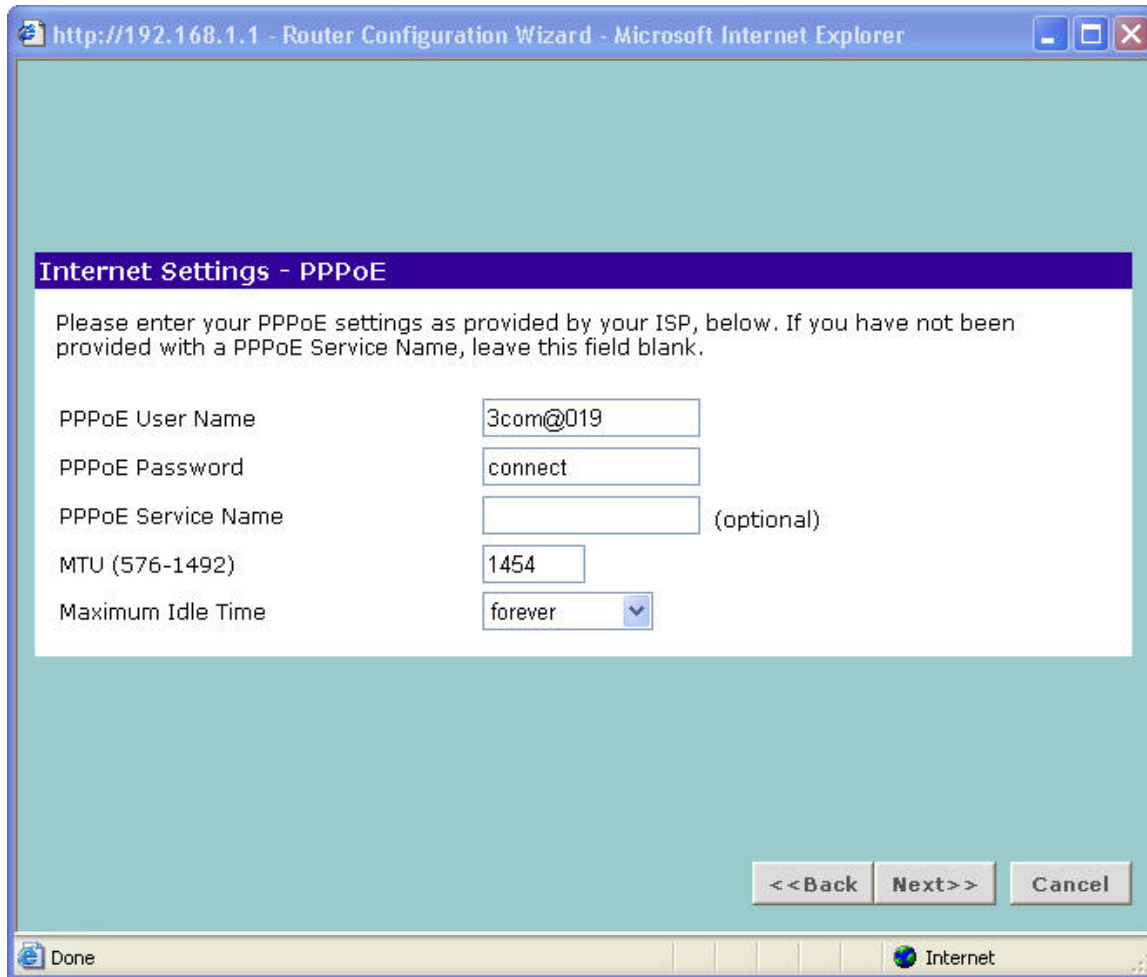 http://192.168.1.1 - Router Configuration Wizard - Microsoft Internet Explorer
Internet Settings - PPPoE
Please enter your PPPoE settings as provided by your ISP, below. If you have not been
provided with a PPPoE Service Name, leave this field blank.
PPPoE User Name 3com@019
PPPoE Password connect
PPPoE Service Name (optional)
MTU (576-1492) 1454
Maximum Idle Time forever
<<Back Next>> Cancel
Done Internet